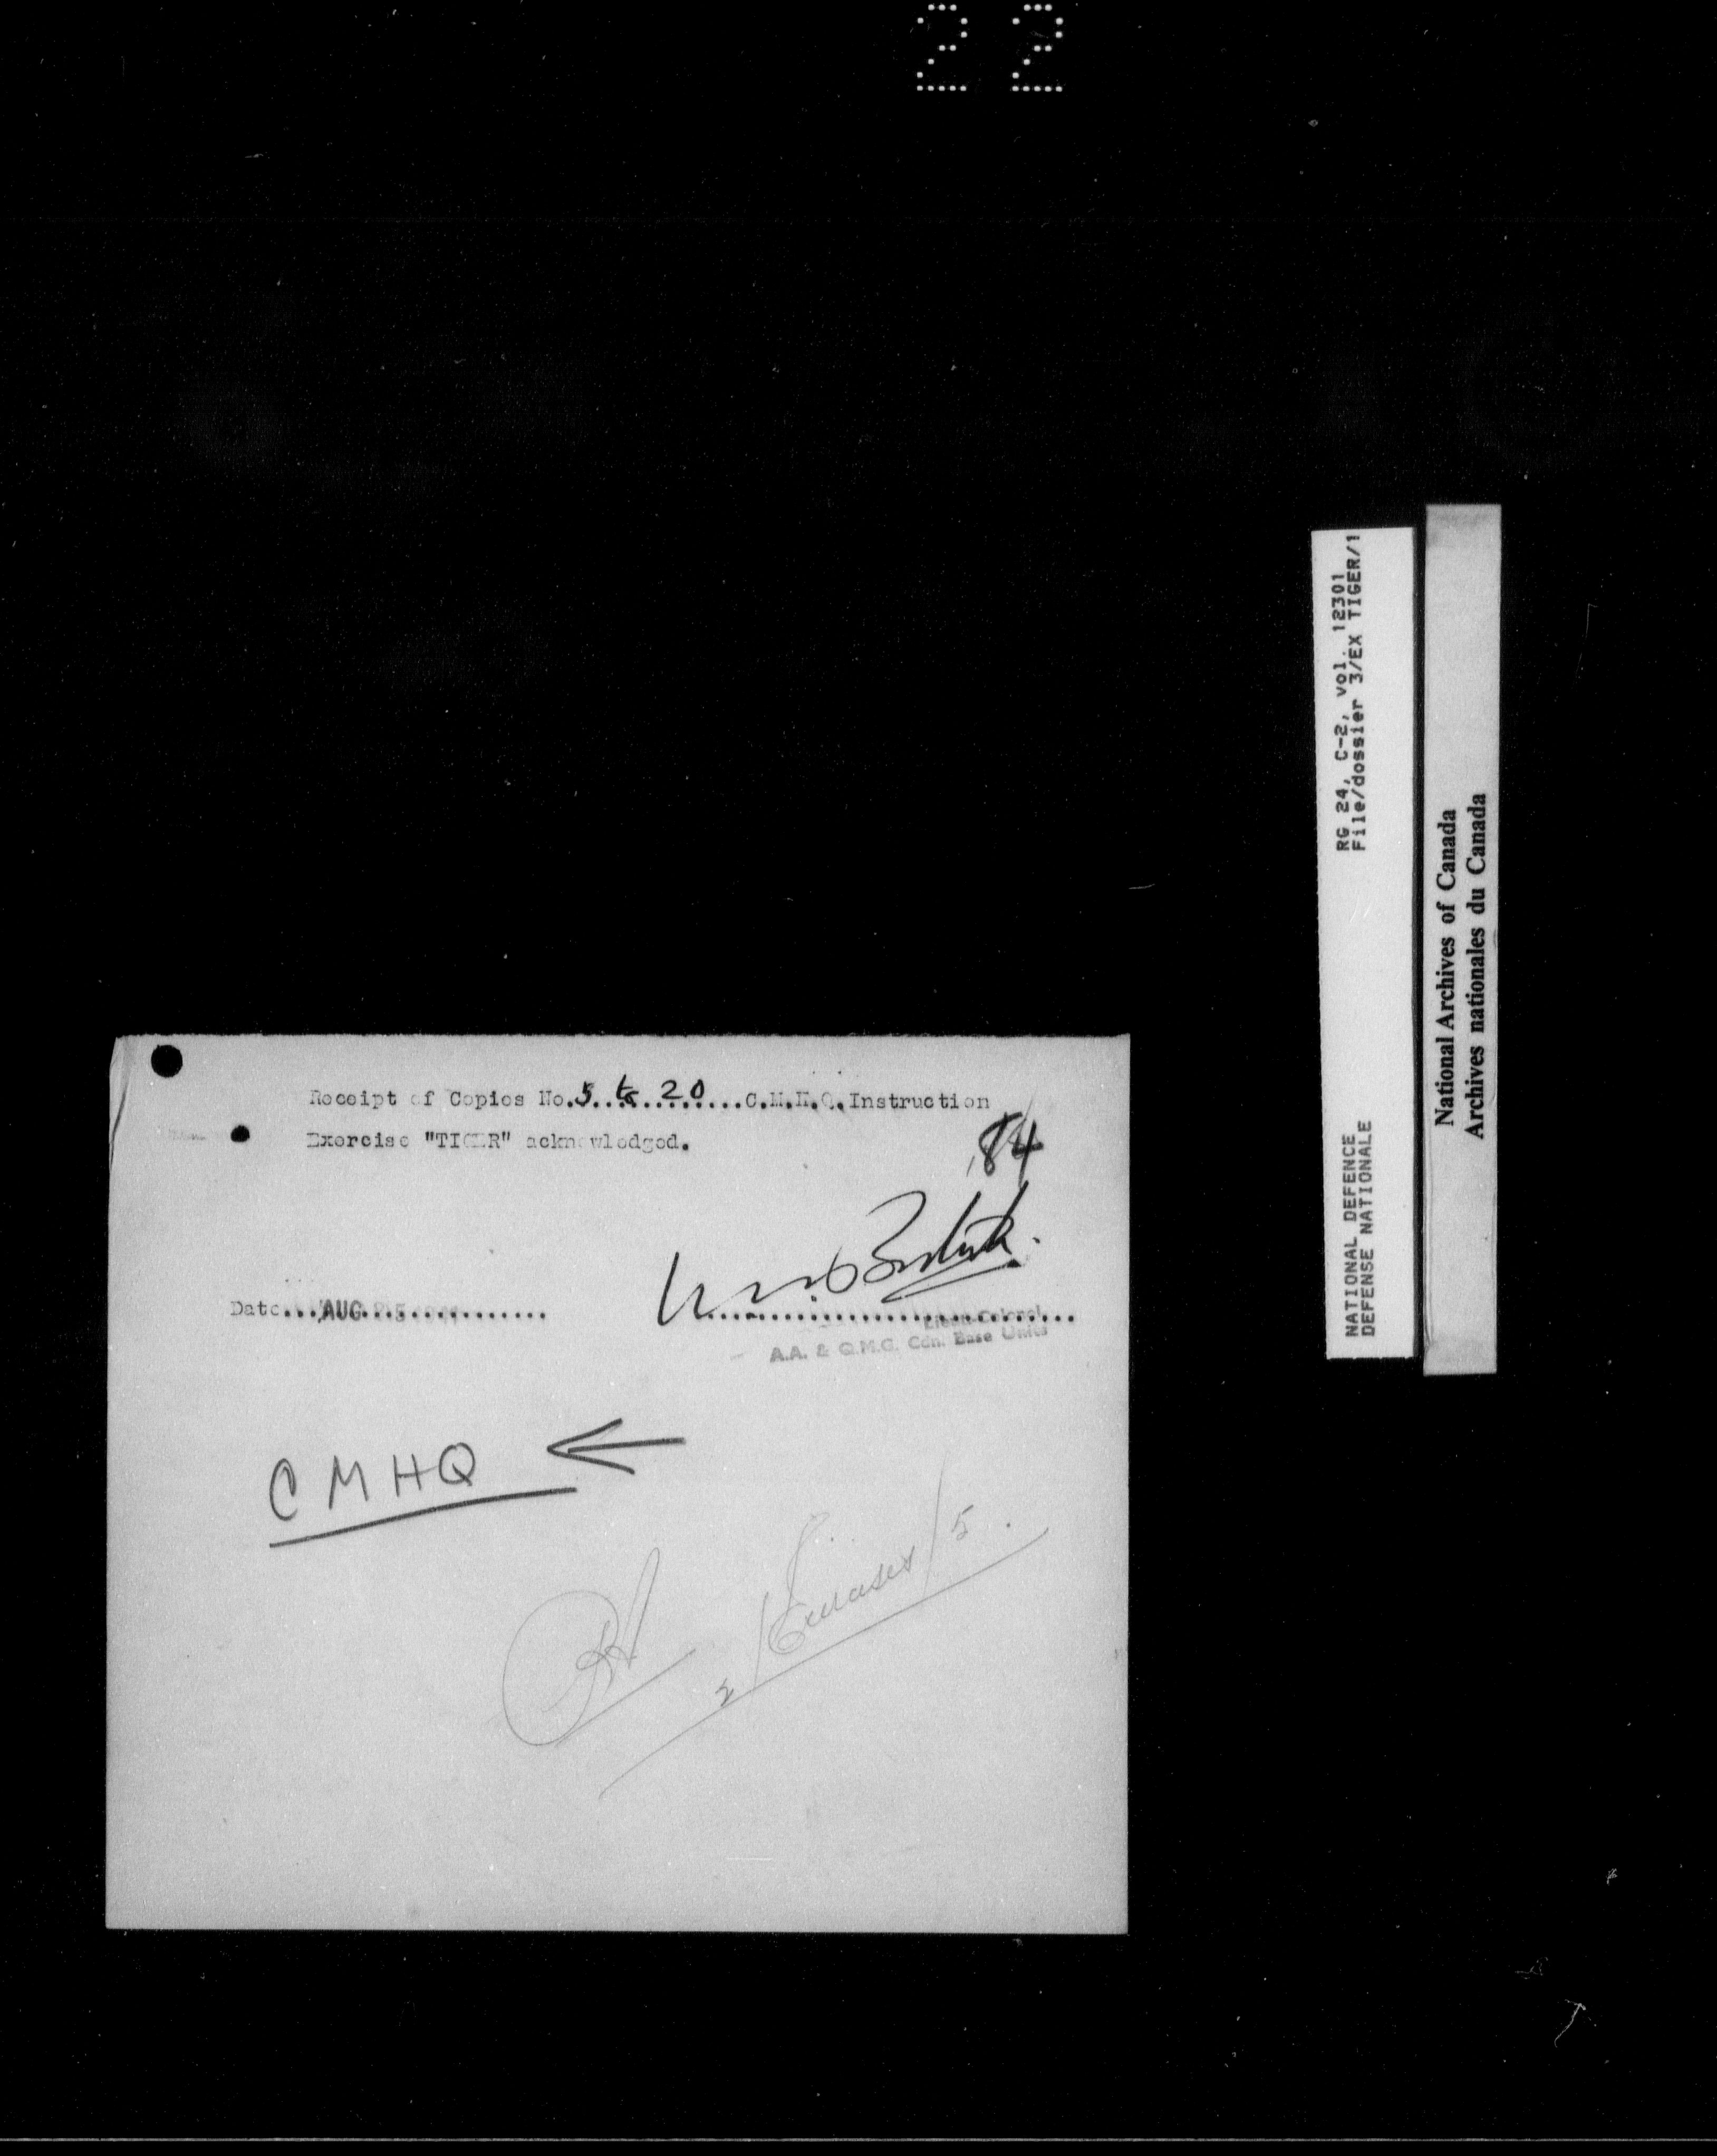 22
Receipt of Copies No. 5 to 20 C.M.H.Q. Instruction
Exercise "TIGER" acknowledged.
84
Date... AUG
Lieut-Colonel,
A.A. & Q.M.G. Cdn. Base Units
CMHQ ←
RG 24, C-2, vol. 12301
File/dossier 3/EX TIGER/1
NATIONAL DEFENCE
DEFENSE NATIONALE
National Archives of Canada
Archives nationales du Canada